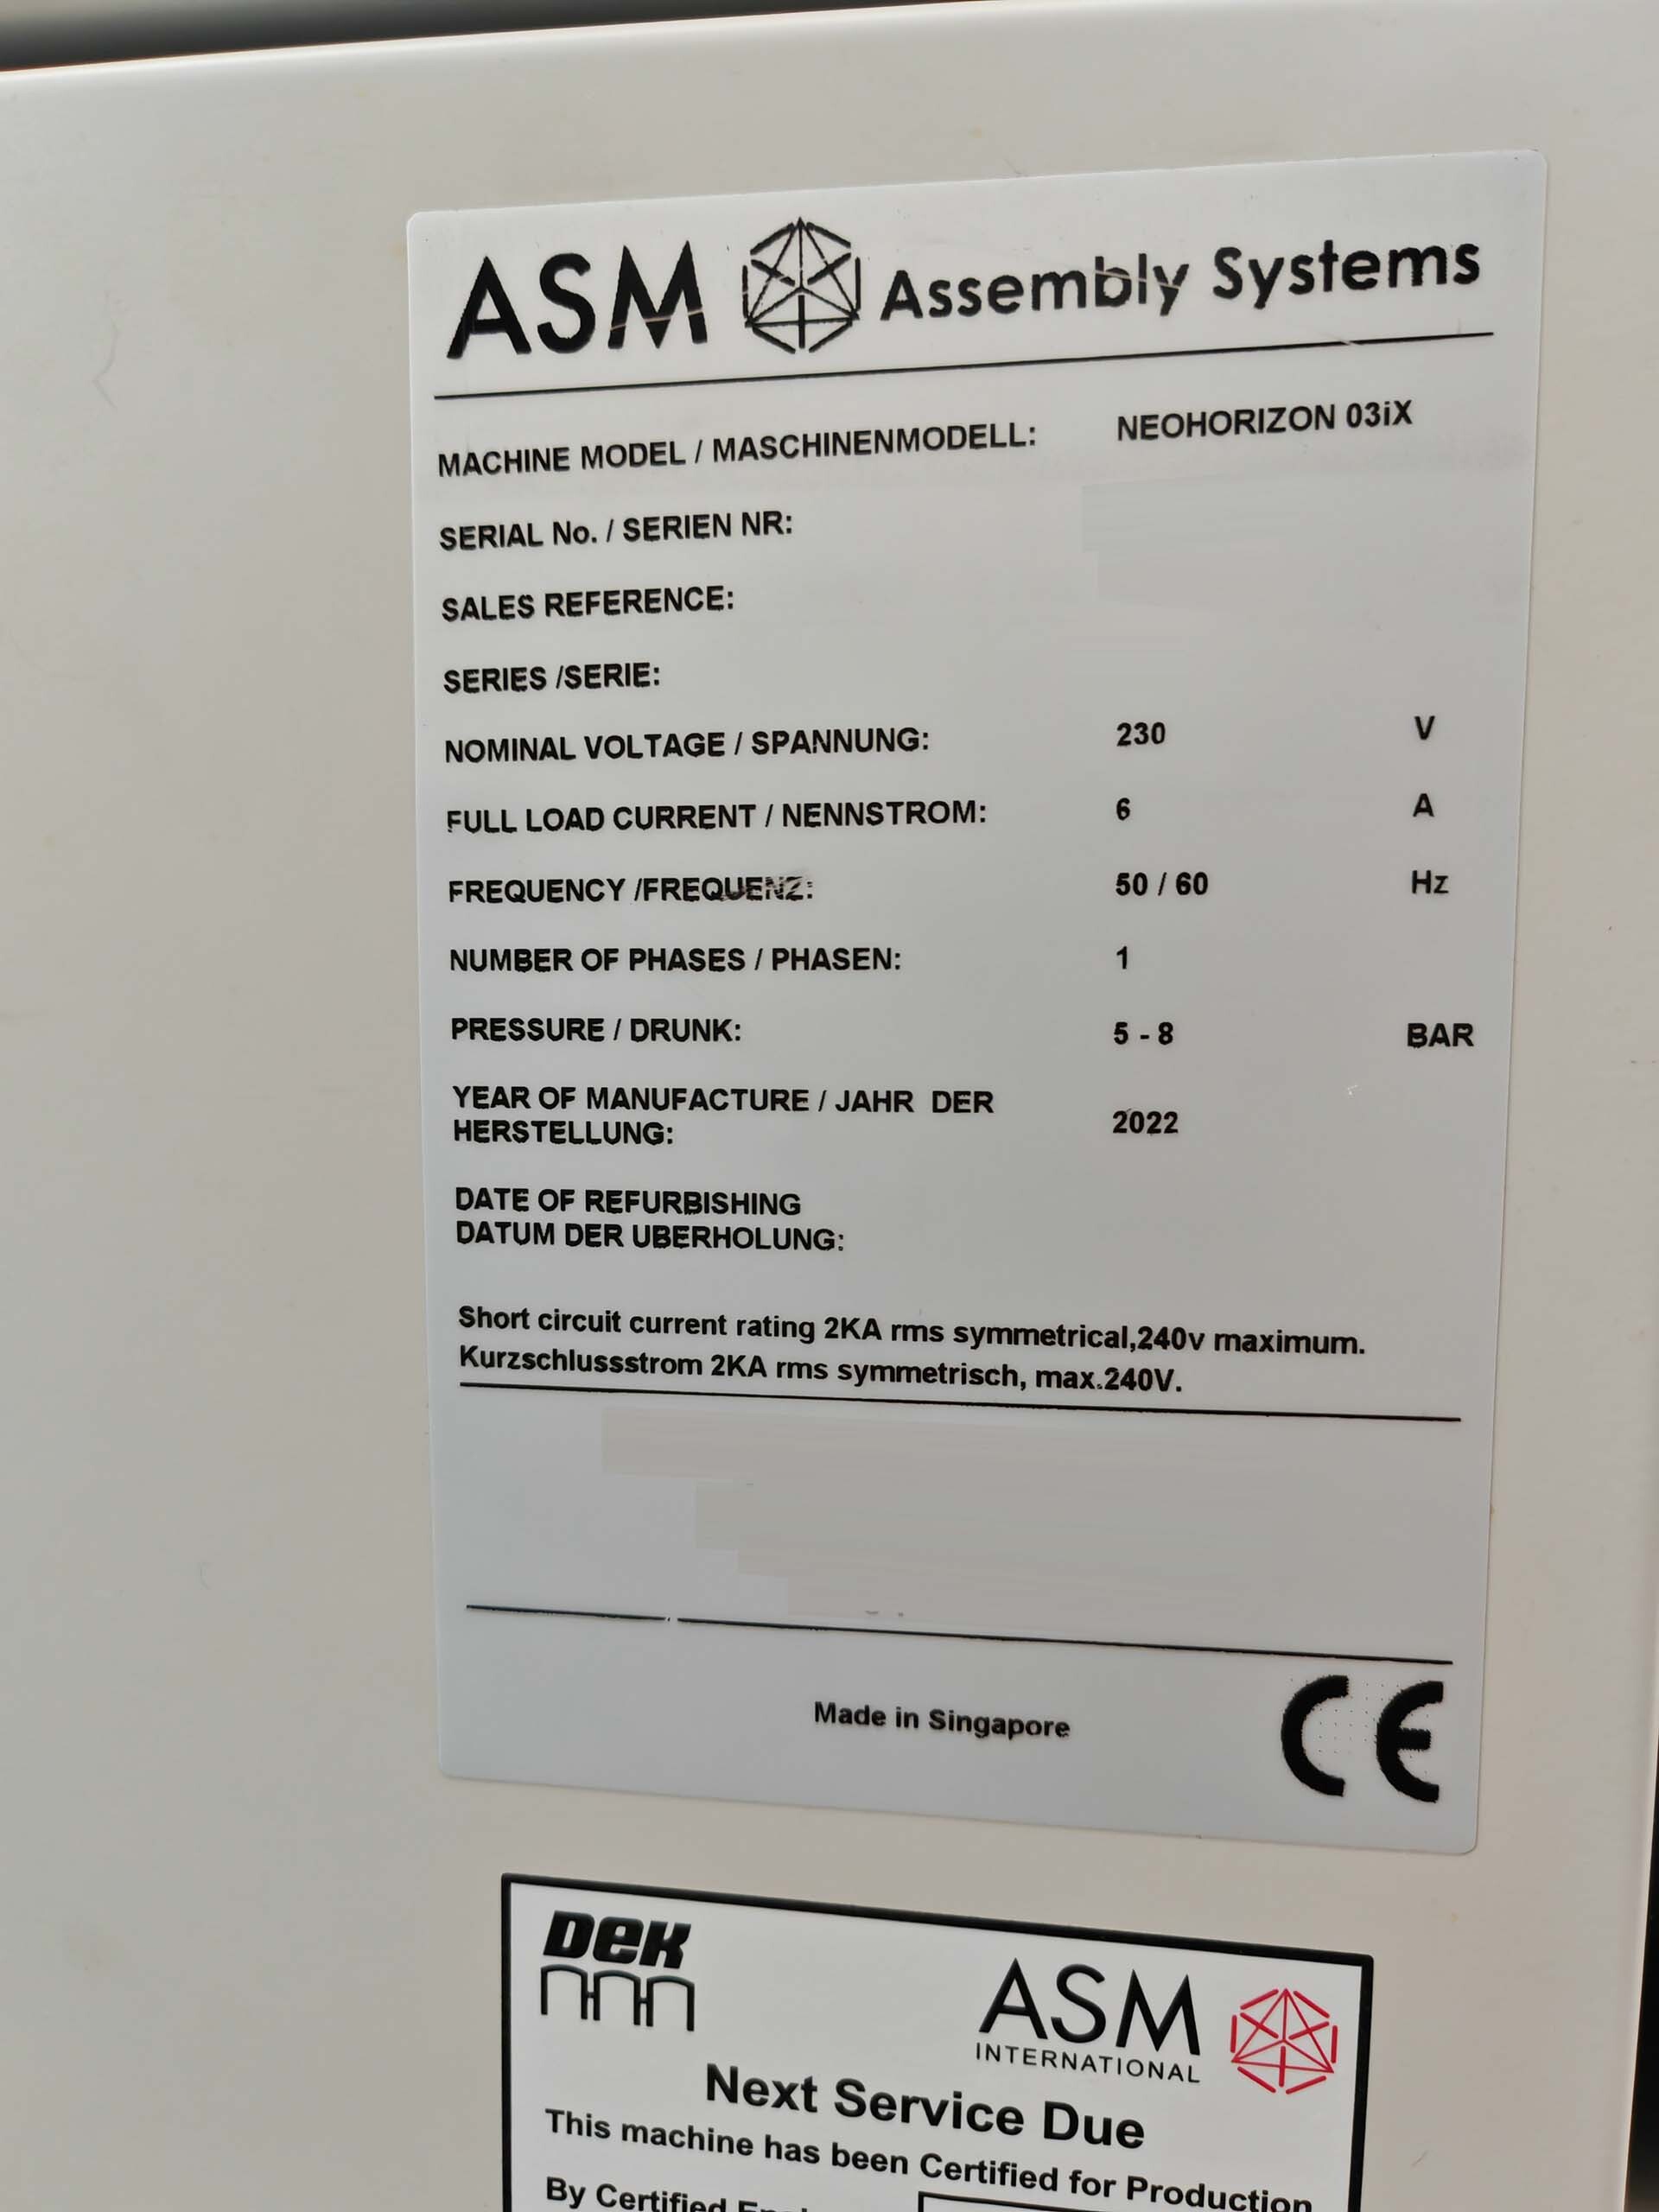 ASM Assembly Systems
MACHINE MODEL / MASCHINENMODELL: NEOHORIZON 03iX
SERIAL No. / SERIEN NR:
SALES REFERENCE:
SERIES /SERIE:
NOMINAL VOLTAGE / SPANNUNG: 230 V
FULL LOAD CURRENT / NENNSTROM: 6 A
FREQUENCY /FREQUENZ: 50 / 60 Hz
NUMBER OF PHASES / PHASEN: 1
PRESSURE / DRUNK: 5 - 8 BAR
YEAR OF MANUFACTURE / JAHR DER
HERSTELLUNG: 2022
DATE OF REFURBISHING
DATUM DER UBERHOLUNG:
Short circuit current rating 2KA rms symmetrical,240v maximum.
Kurzschlussstrom 2KA rms symmetrisch, max.240V.
Made in Singapore
CE
DEK
ASM
INTERNATIONAL
Next Service Due
This machine has been Certified for Production
By Certified